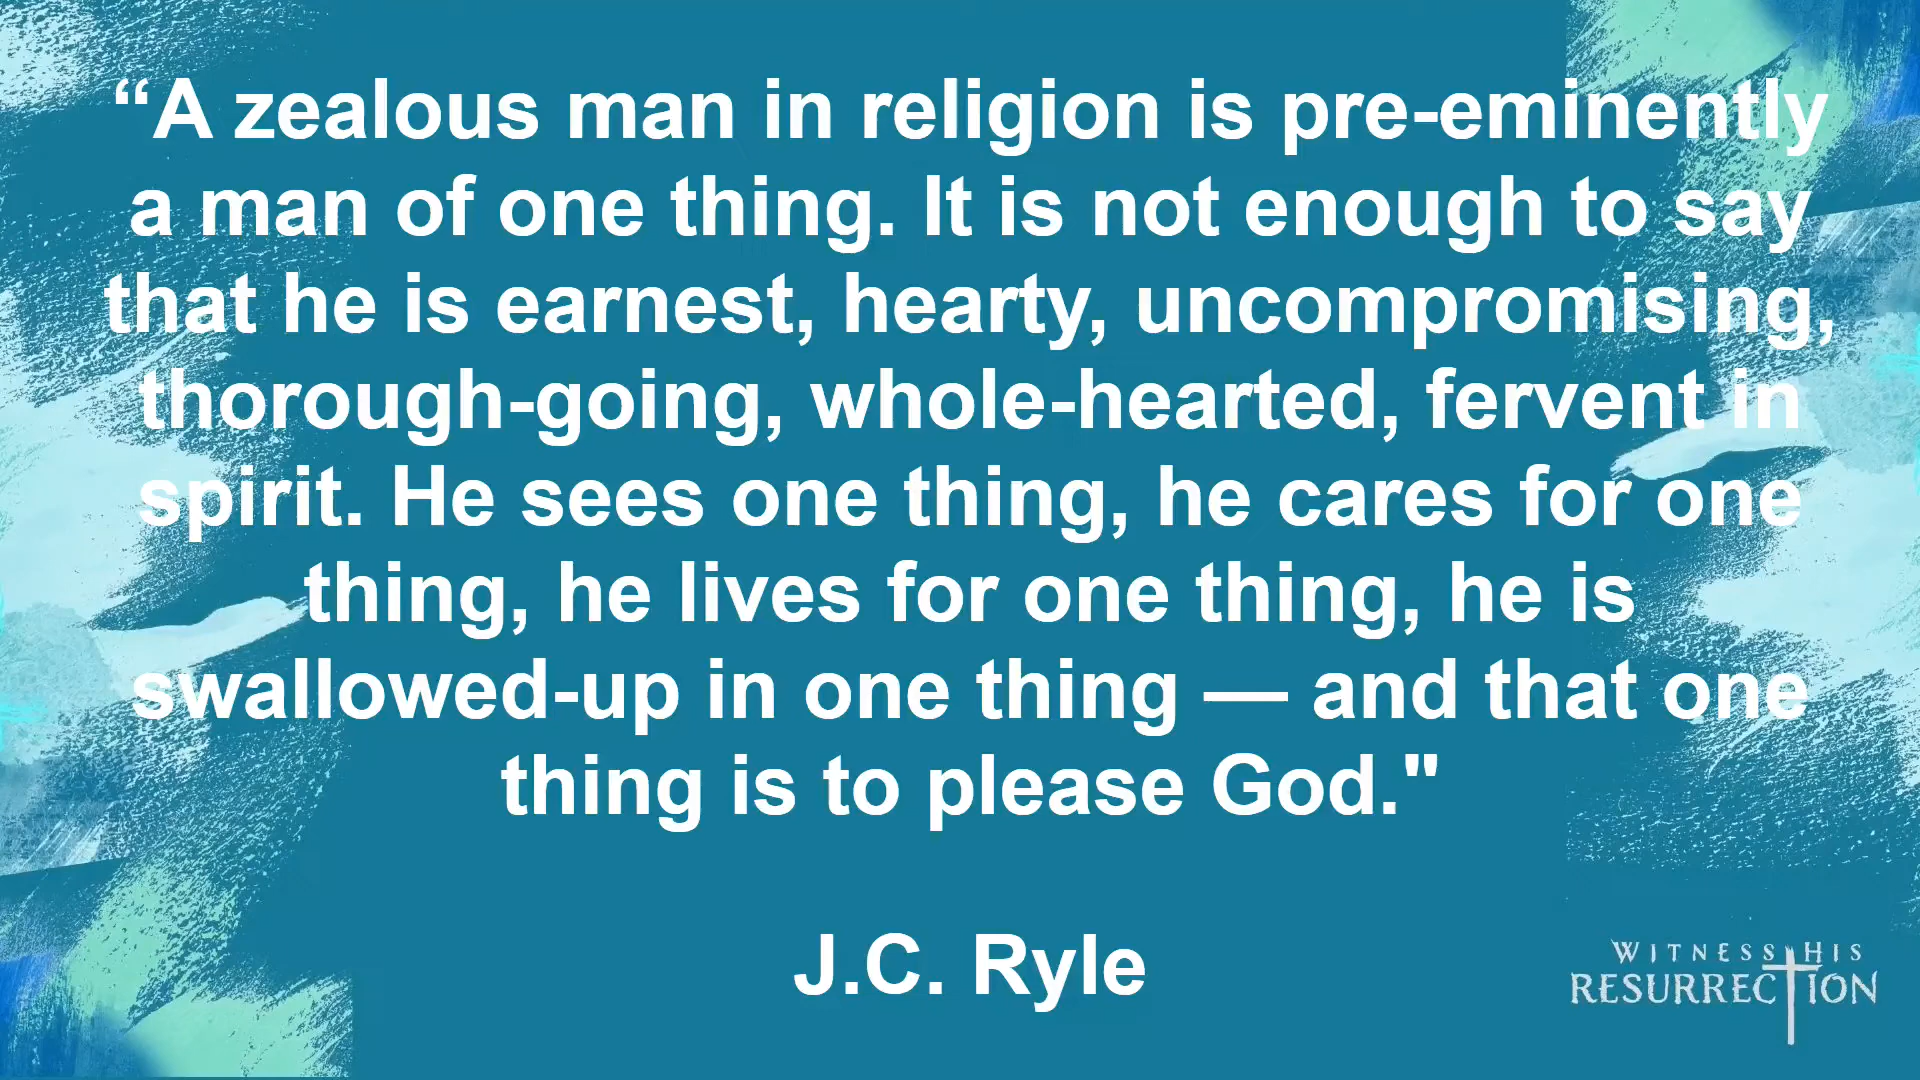 “A zealous man in religion is pre-eminently
a man of one thing. It is not enough to say
that he is earnest, hearty, uncompromising,
thorough-going, whole-hearted, fervent in
spirit. He sees one thing, he cares for one
thing, he lives for one thing, he is
swallowed-up in one thing — and that one
thing is to please God."
J.C. Ryle
WITNESS HIS
RESURRECTION